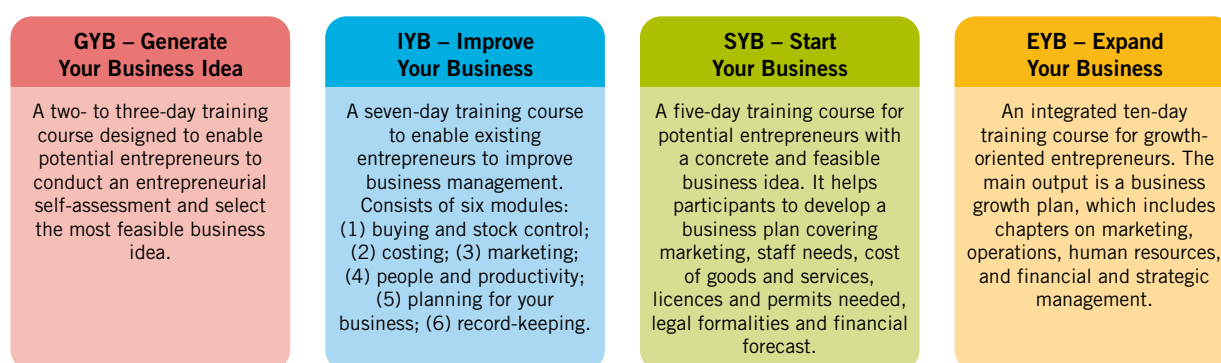 GYB – Generate
Your Business Idea
A two- to three-day training
course designed to enable
potential entrepreneurs to
conduct an entrepreneurial
self-assessment and select
the most feasible business
idea.
IYB – Improve
Your Business
A seven-day training course
to enable existing
entrepreneurs to improve
business management.
Consists of six modules:
(1) buying and stock control;
(2) costing; (3) marketing;
(4) people and productivity;
(5) planning for your
business; (6) record-keeping.
SYB – Start
Your Business
A five-day training course for
potential entrepreneurs with
a concrete and feasible
business idea. It helps
participants to develop a
business plan covering
marketing, staff needs, cost
of goods and services,
licences and permits needed,
legal formalities and financial
forecast.
EYB – Expand
Your Business
An integrated ten-day
training course for growth-
oriented entrepreneurs. The
main output is a business
growth plan, which includes
chapters on marketing,
operations, human resources,
and financial and strategic
management.